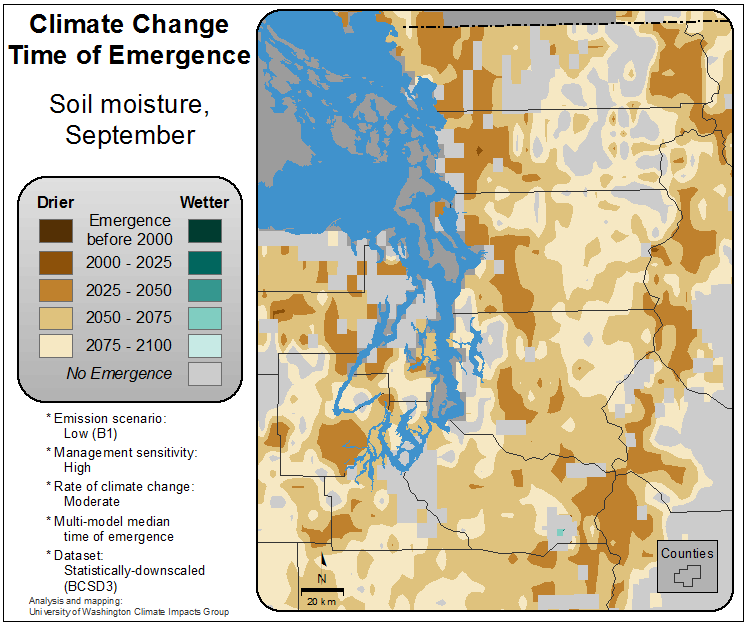 Climate Change
Time of Emergence
Soil moisture,
September
Drier
Wetter
Emergence
before 2000
2000 - 2025
2025 - 2050
2050 - 2075
2075 - 2100
No Emergence
* Emission scenario:
Low (B1)
* Management sensitivity:
High
* Rate of climate change:
Moderate
* Multi-model median
time of emergence
* Dataset:
Statistically-downscaled
(BCSD3)
Analysis and mapping:
University of Washington Climate Impacts Group
N
20 km
Counties